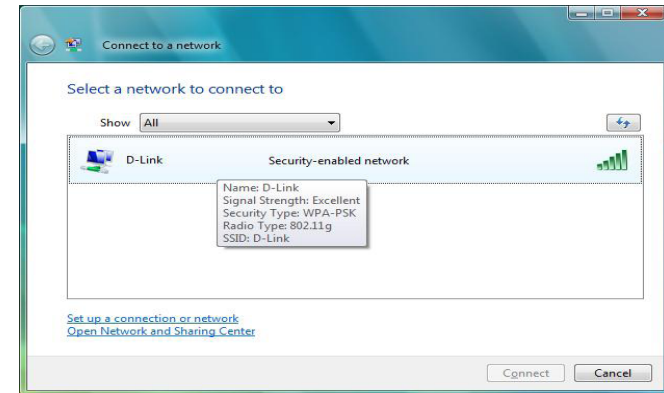 Connect to a network
Select a network to connect to
Show All
D-Link Security-enabled network
Name: D-Link
Signal Strength: Excellent
Security Type: WPA-PSK
Radio Type: 802.11g
SSID: D-Link
Set up a connection or network
Open Network and Sharing Center
Connect Cancel